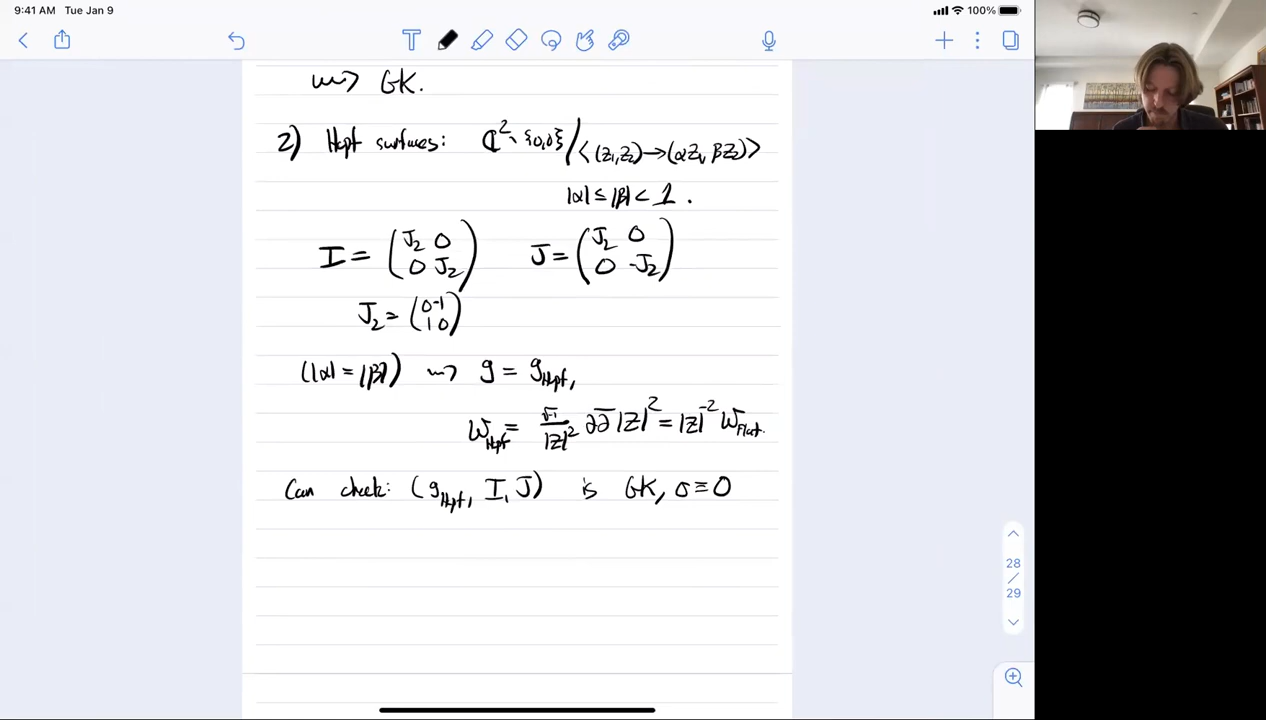 9:41 AM Tue Jan 9
100%
⇝ GK.
2) Hopf surfaces: ℂ² \ {0,0} / <(z₁,z₂) → (αz₁, βz₂)>
|α| ≤ |β| < 1.
I = (J₂ 0
0 J₂)
J = (J₂ 0
0 -J₂)
J₂ = (0 -1
1 0)
(|α| = |β|) ⇝ g = g_Hopf,
ω_Hopf = √-1/|z|² ∂∂̄ |z|² = |z|⁻² ω_Flat.
Can check: (g_Hopf, I, J) is GK, σ ≡ 0
28
/
29